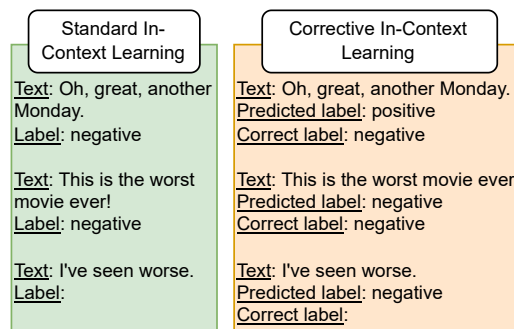 Standard In-
Context Learning
Text: Oh, great, another
Monday.
Label: negative
Text: This is the worst
movie ever!
Label: negative
Text: I've seen worse.
Label:
Corrective In-Context
Learning
Text: Oh, great, another Monday.
Predicted label: positive
Correct label: negative
Text: This is the worst movie ever
Predicted label: negative
Correct label: negative
Text: I've seen worse.
Predicted label: negative
Correct label: